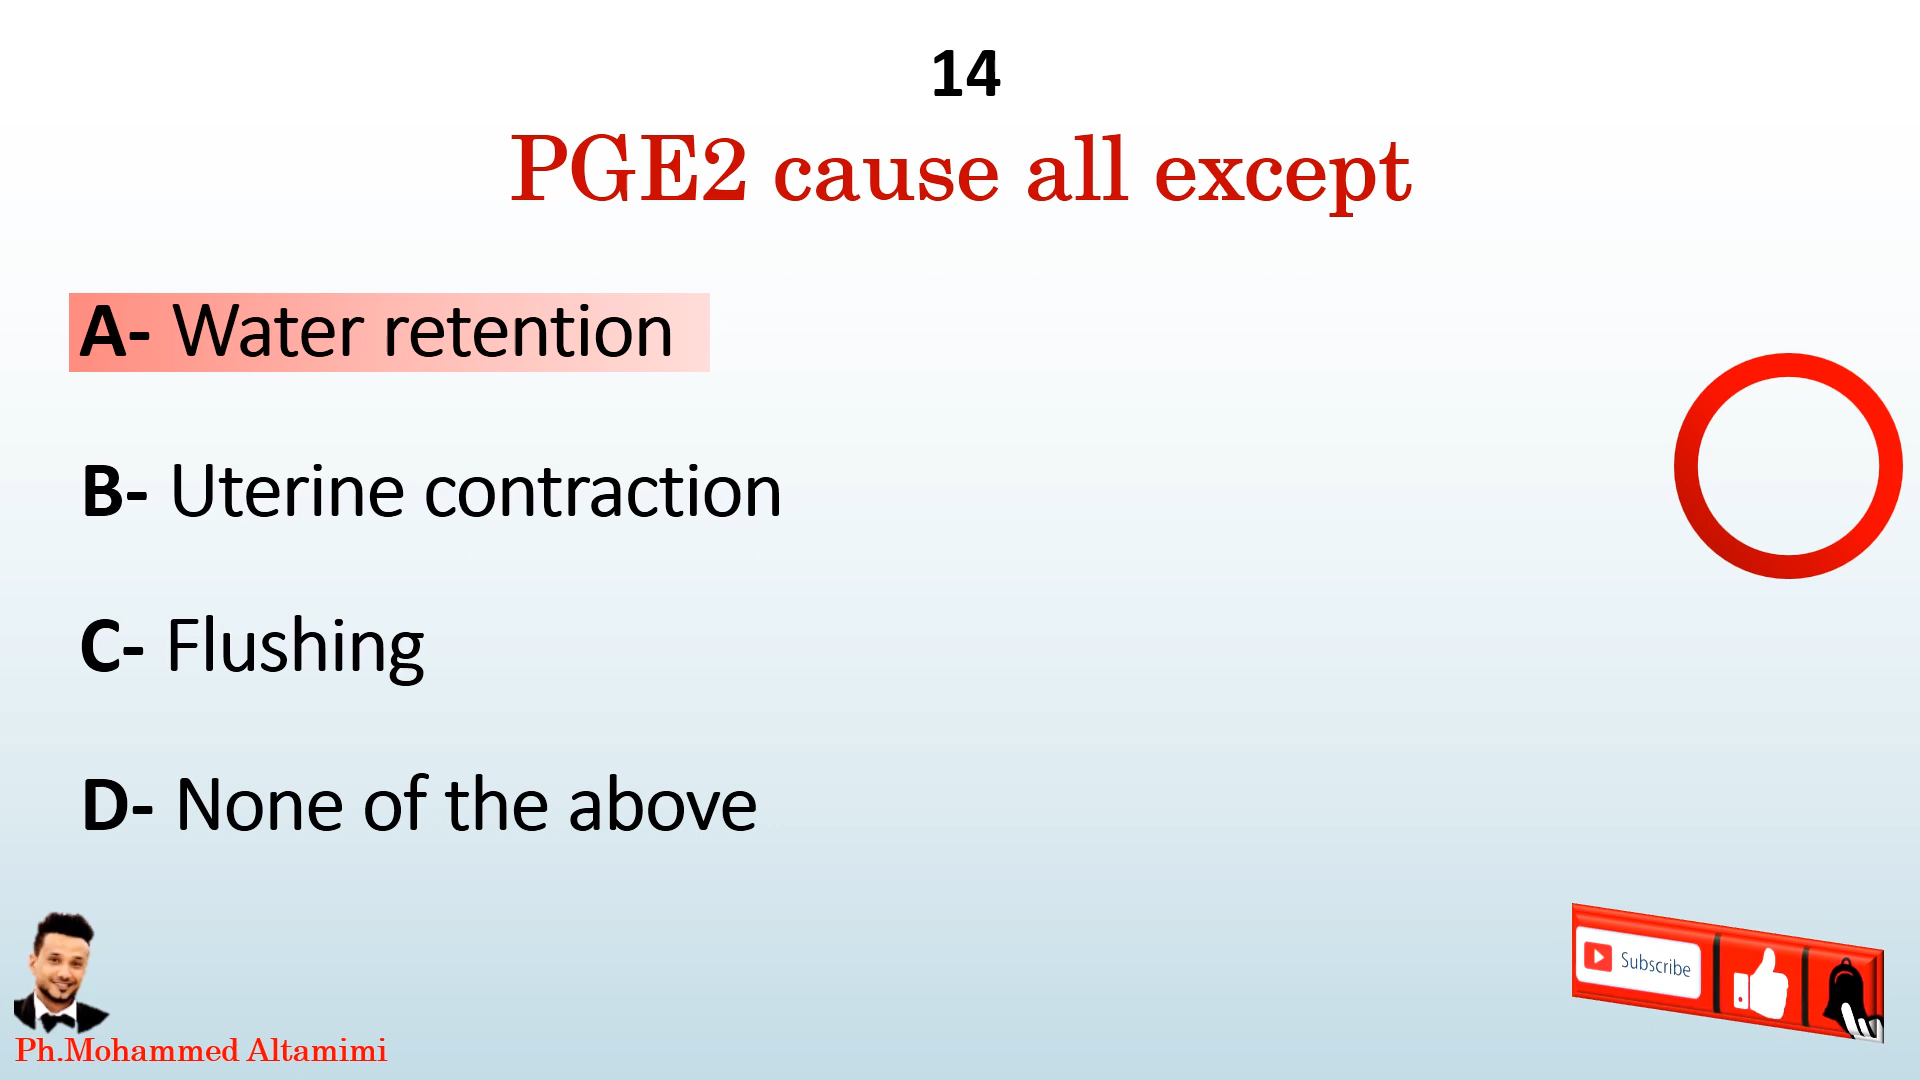 14
PGE2 cause all except
A- Water retention
B- Uterine contraction
C- Flushing
D- None of the above
Subscribe
Ph.Mohammed Altamimi